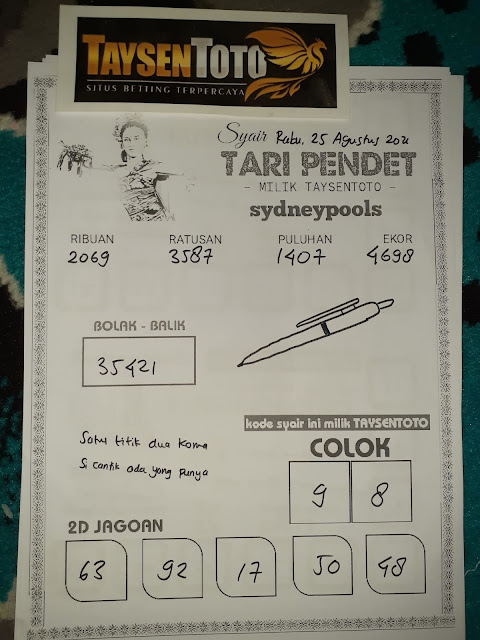 TAYSENTOTO
SITUS BETTING TERPERCAYA
Syair Rabu, 25 Agustus 2021
TARI PENDET
- MILIK TAYSENTOTO -
sydneypools
RIBUAN RATUSAN PULUHAN EKOR
2069 3587 1407 4698
BOLAK - BALIK
35421
kode syair ini milik TAYSENTOTO
COLOK
9 8
Satu titik dua koma
Si cantik ada yang punya
2D JAGOAN
63 92 17 50 48